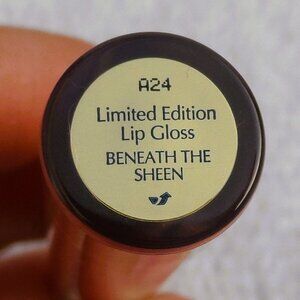 A24
Limited Edition
Lip Gloss
BENEATH THE
SHEEN